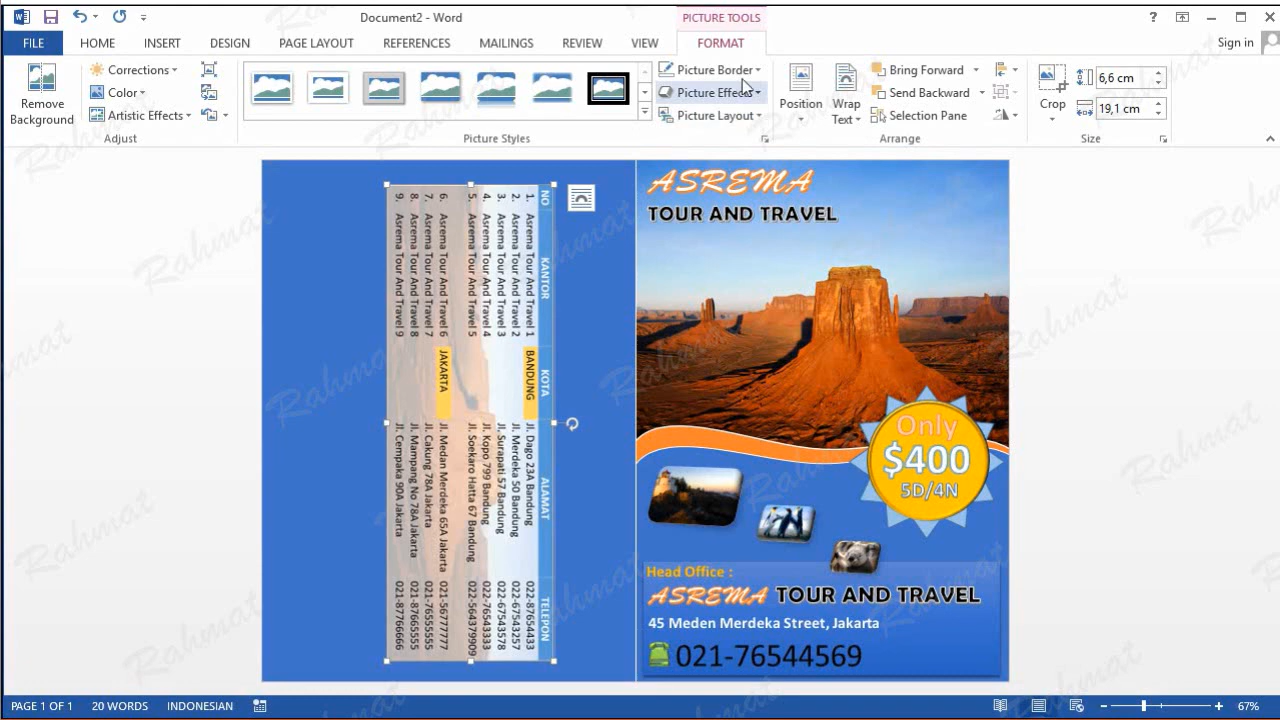 Document2 - Word
PICTURE TOOLS
?
FILE
HOME
INSERT
DESIGN
PAGE LAYOUT
REFERENCES
MAILINGS
REVIEW
VIEW
FORMAT
Sign in
Remove Background
Corrections
Color
Artistic Effects
Adjust
Picture Styles
Picture Border
Picture Effects
Picture Layout
Position
Wrap Text
Bring Forward
Send Backward
Selection Pane
Arrange
Crop
6,6 cm
19,1 cm
Size
NO KANTOR KOTA ALAMAT TELEPON
1. Asrema Tour And Travel 1 BANDUNG Jl. Dago 23A Bandung 022-87654433
2. Asrema Tour And Travel 2 Jl. Merdeka 50 Bandung 022-67543257
3. Asrema Tour And Travel 3 Jl. Surapati 57 Bandung 022-67543578
4. Asrema Tour And Travel 4 Jl. Kopo 799 Bandung 022-76543333
5. Asrema Tour And Travel 5 Jl. Soekaro Hatta 67 Bandung 022-564379909
6. Asrema Tour And Travel 6 JAKARTA Jl. Medan Merdeka 65A Jakarta 021-56777777
7. Asrema Tour And Travel 7 Jl. Cakung 78A Jakarta 021-76555555
8. Asrema Tour And Travel 8 Jl. Mampang No 78A Jakarta 021-87665555
9. Asrema Tour And Travel 9 Jl. Cempaka 90A Jakarta 021-87766666
ASREMA
TOUR AND TRAVEL
Only
$400
5D/4N
Head Office :
ASREMA TOUR AND TRAVEL
45 Meden Merdeka Street, Jakarta
021-76544569
PAGE 1 OF 1
20 WORDS
INDONESIAN
67%
Rahmat